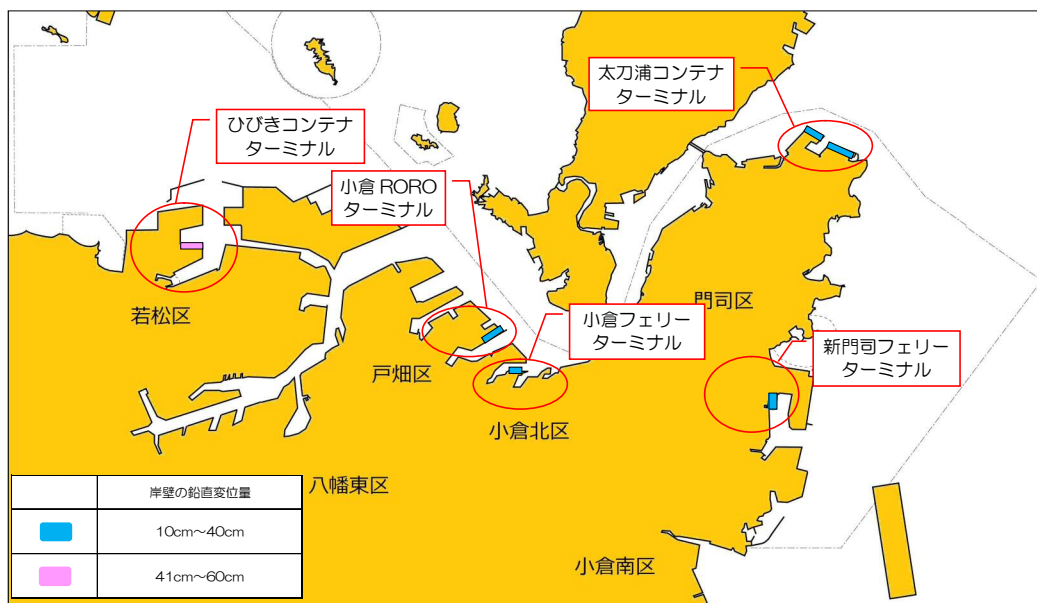 太刀浦コンテナ
ターミナル
ひびきコンテナ
ターミナル
小倉 RORO
ターミナル
門司区
若松区
小倉フェリー
ターミナル
新門司フェリー
ターミナル
戸畑区
小倉北区
八幡東区
岸壁の鉛直変位量
10cm～40cm
41cm～60cm
小倉南区